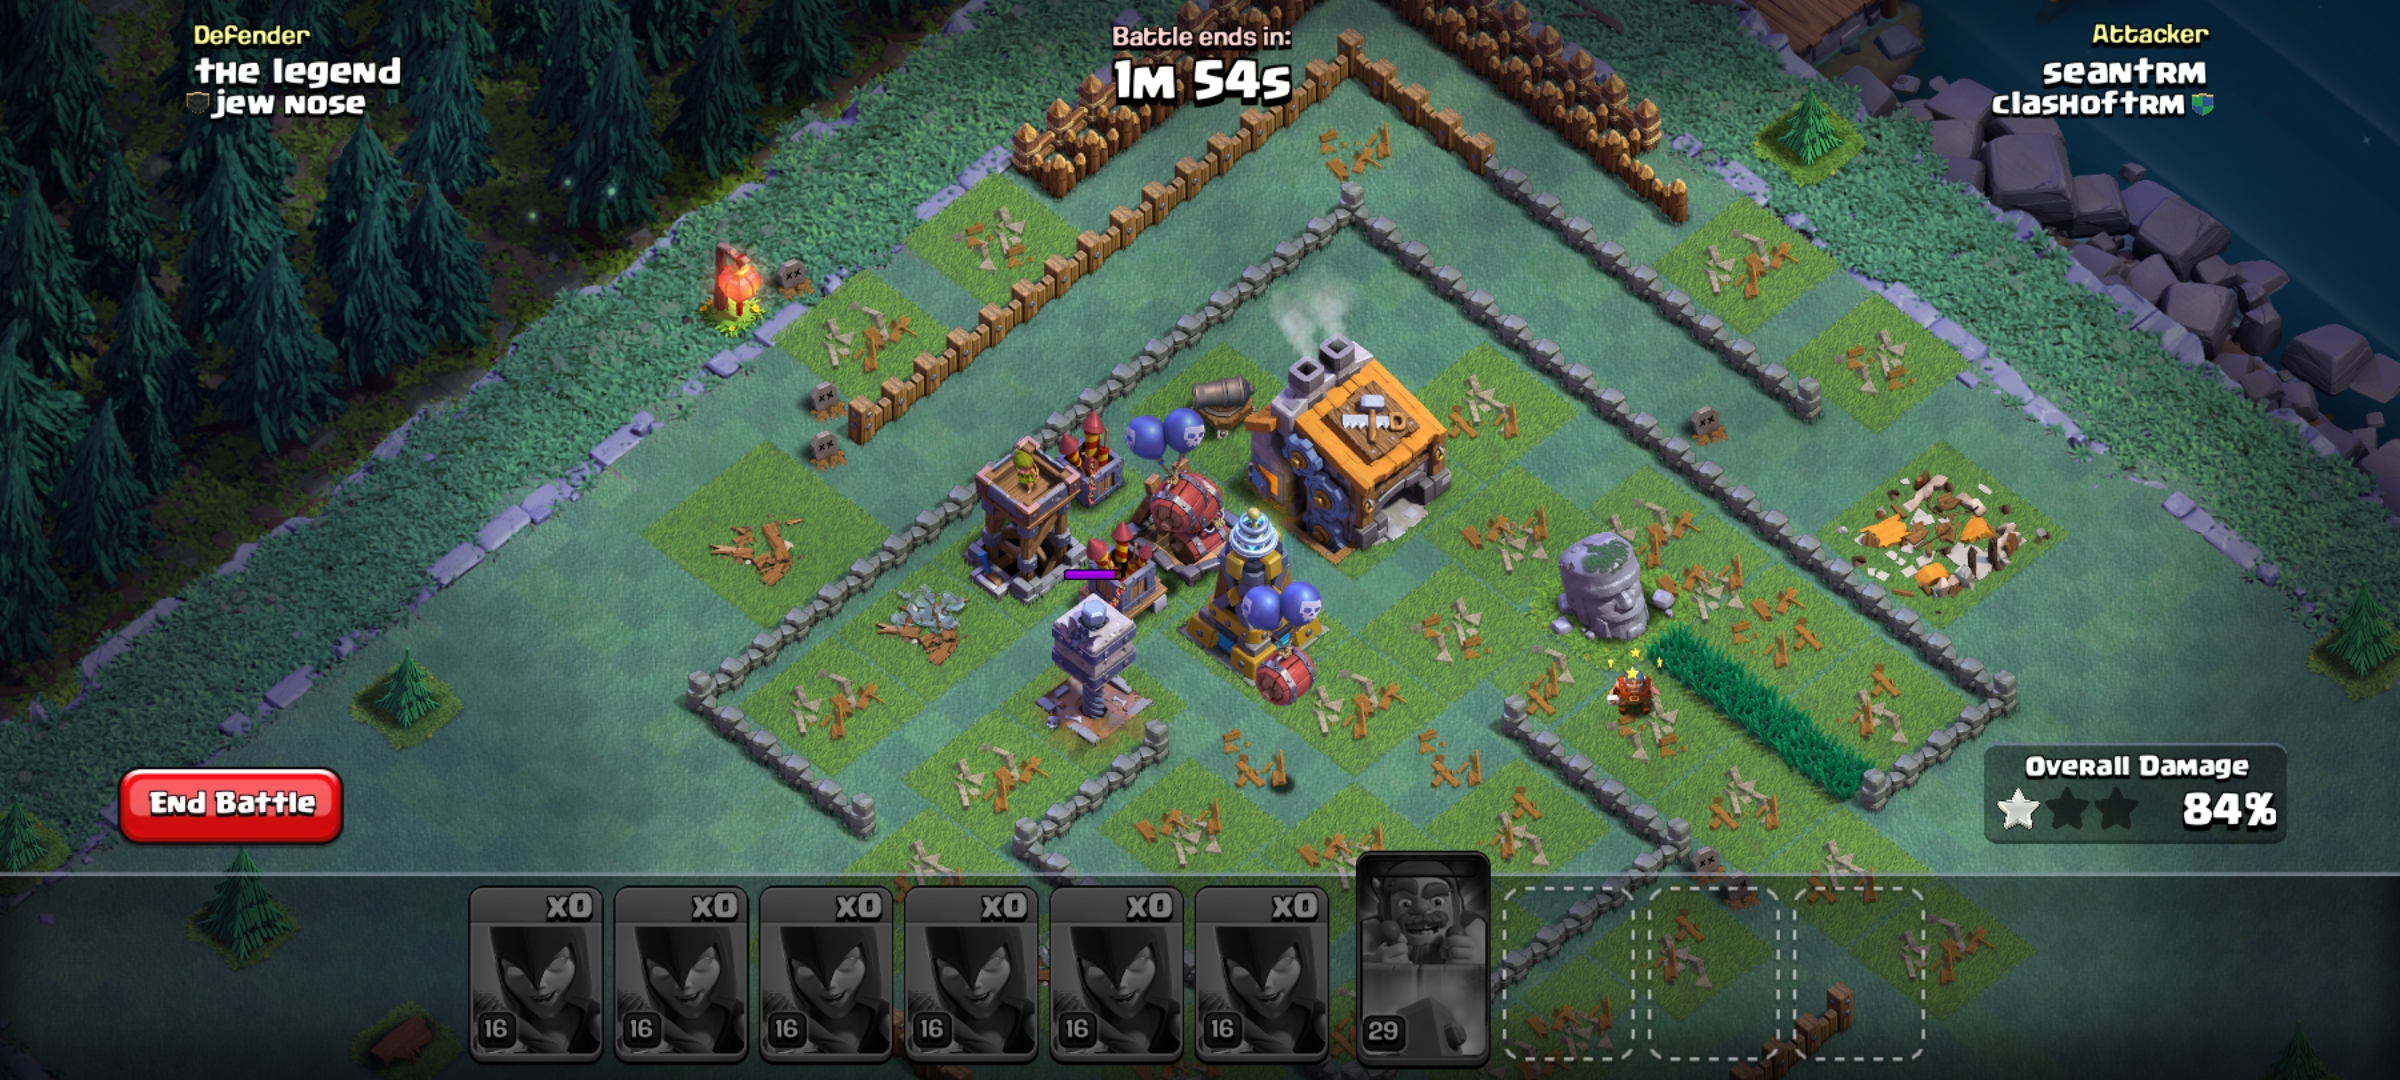 Defender
the legend
jew nose
Battle ends in:
1M 54s
Attacker
seantRM
clashoftRM
End Battle
Overall Damage
84%
x0
x0
x0
x0
x0
x0
16
16
16
16
16
16
29